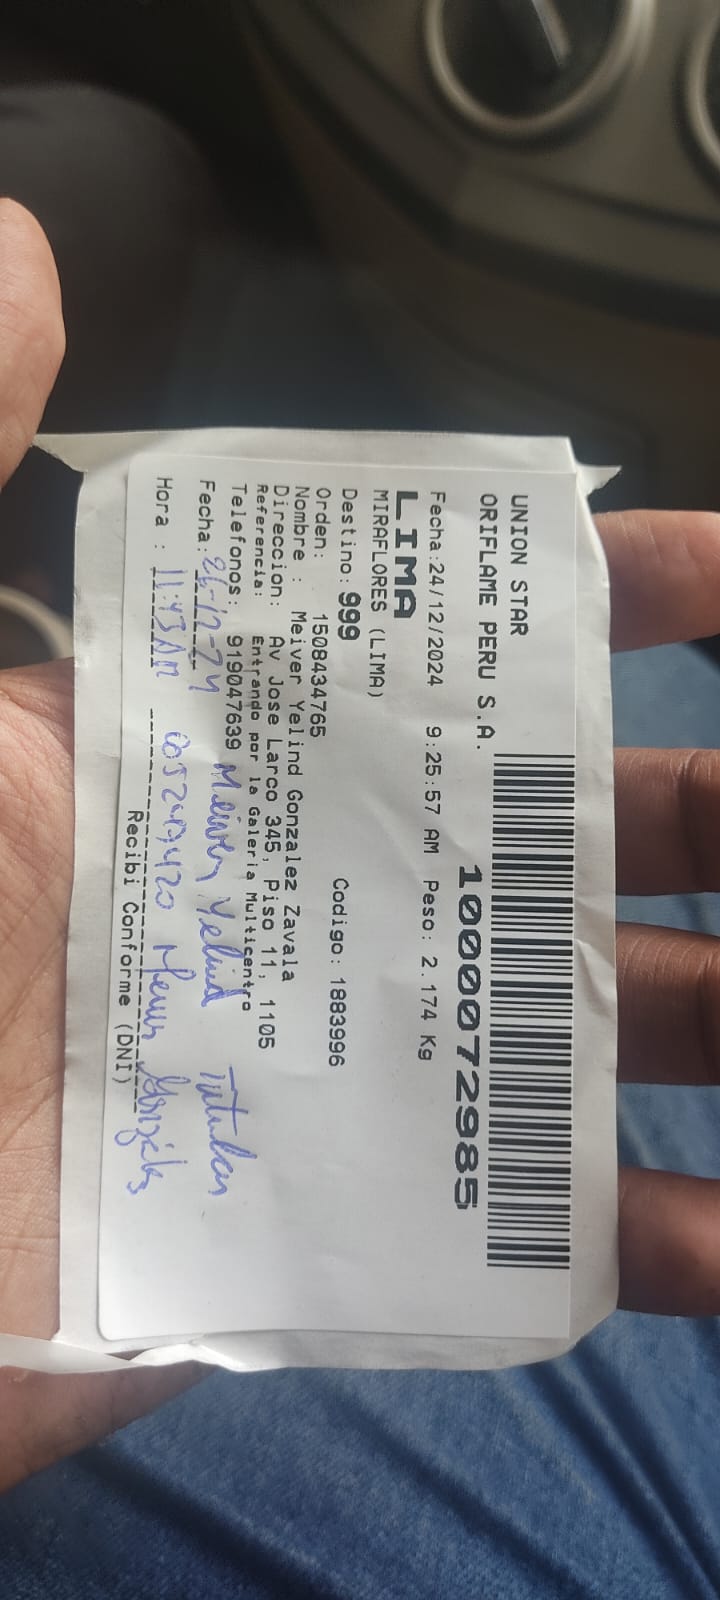 UNION STAR
ORIFLAME PERU S.A.
1000072985
Fecha:24/12/2024 9:25:57 AM Peso: 2.174 Kg
LIMA
MIRAFLORES (LIMA)
Destino: 999 Codigo: 1883996
Orden: 1508434765
Nombre : Meiver Yelind Gonzalez Zavala
Direccion: Av Jose Larco 345, Piso 11, 1105
Referencia: Entrando por la Galeria Multicentro
Telefonos: 919047639
Fecha: 26-12-24 Meiver Yelind Titular
Hora : 11:43 AM
Recibi Conforme (DNI)